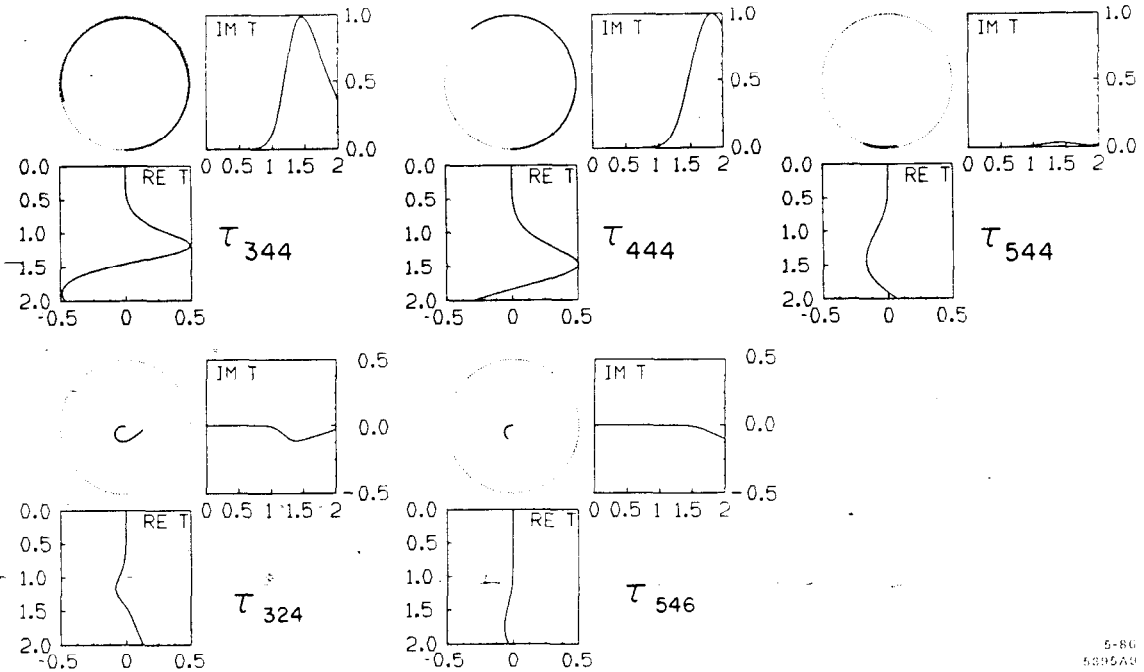 IM T 1.0 IM T 1.0 IM T 1.0
0.5 0.5 0.5
0.0 0.0 0.0
0 0.5 1 1.5 2 0 0.5 1 1.5 2 0 0.5 1 1.5 2
0.0 RE T 0.0 RE T 0.0 RE T
0.5 0.5 0.5
1.0 τ 344 1.0 τ 444 1.0 τ 544
1.5 1.5 1.5
2.0 2.0 2.0
-0.5 0 0.5 -0.5 0 0.5 -0.5 0 0.5
IM T 0.5 IM T 0.5
0.0 0.0
-0.5 -0.5
0 0.5 1 1.5 2 0 0.5 1 1.5 2
0.0 RE T 0.0 RE T
0.5 0.5
1.0 τ 324 1.0 τ 546
1.5 1.5
2.0 2.0
-0.5 0 0.5 -0.5 0 0.5
5-86